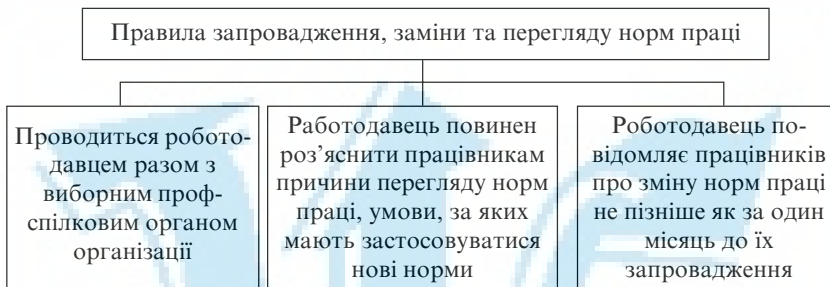 Правила запровадження, заміни та перегляду норм праці
Проводиться робото-
давцем разом з
виборним проф-
спілковим органом
організації
Работодавець повинен
роз’яснити працівникам
причини перегляду норм
праці, умови, за яких
мають застосовуватися
нові норми
Роботодавець по-
відомляє працівників
про зміну норм праці
не пізніше як за один
місяць до їх
запровадження